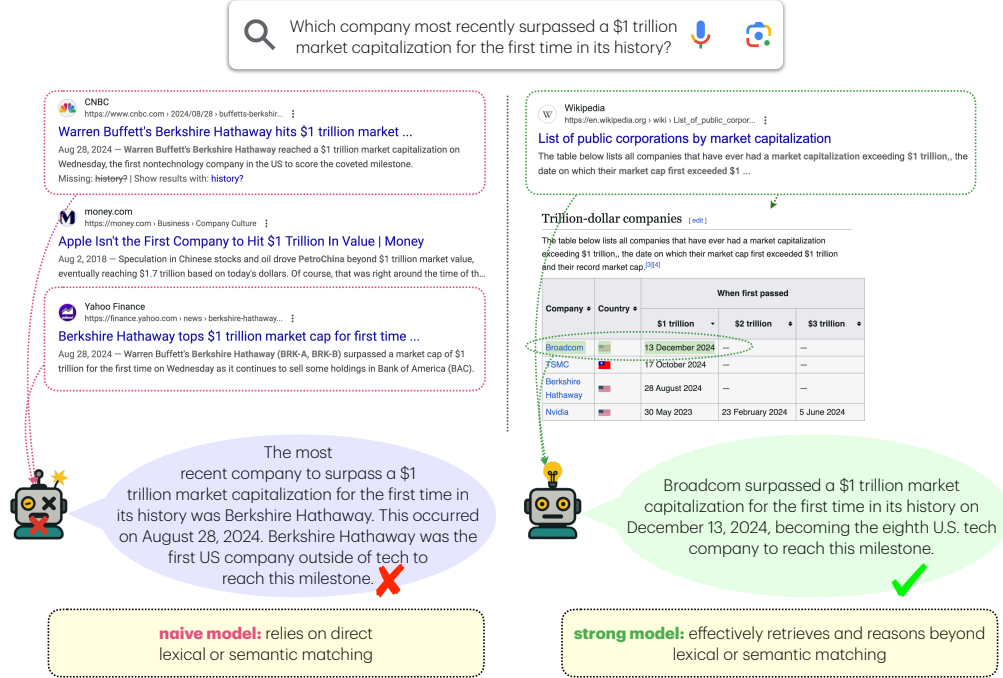 Which company most recently surpassed a $1 trillion
market capitalization for the first time in its history?
CNBC
https://www.cnbc.com › 2024/08/28 › buffetts-berkshir...
Warren Buffett's Berkshire Hathaway hits $1 trillion market ...
Aug 28, 2024 — Warren Buffett's Berkshire Hathaway reached a $1 trillion market capitalization on
Wednesday, the first nontechnology company in the US to score the coveted milestone.
Missing: history? | Show results with: history?
M
money.com
https://money.com › Business › Company Culture
Apple Isn't the First Company to Hit $1 Trillion In Value | Money
Aug 2, 2018 — Speculation in Chinese stocks and oil drove PetroChina beyond $1 trillion market value,
eventually reaching $1.7 trillion based on today's dollars. Of course, that was right around the time of th...
Yahoo Finance
https://finance.yahoo.com › news › berkshire-hathaway...
Berkshire Hathaway tops $1 trillion market cap for first time ...
Aug 28, 2024 — Warren Buffett's Berkshire Hathaway (BRK-A, BRK-B) surpassed a market cap of $1
trillion for the first time on Wednesday as it continues to sell some holdings in Bank of America (BAC).
The most
recent company to surpass a $1
trillion market capitalization for the first time in
its history was Berkshire Hathaway. This occurred
on August 28, 2024. Berkshire Hathaway was the
first US company outside of tech to
reach this milestone.
naive model: relies on direct
lexical or semantic matching
W
Wikipedia
https://en.wikipedia.org › wiki › List_of_public_corpor...
List of public corporations by market capitalization
The table below lists all companies that have ever had a market capitalization exceeding $1 trillion,, the
date on which their market cap first exceeded $1 ...
Trillion-dollar companies [ edit ]
The table below lists all companies that have ever had a market capitalization
exceeding $1 trillion,, the date on which their market cap first exceeded $1 trillion
and their record market cap.[3][4]
Company Country When first passed
$1 trillion $2 trillion $3 trillion
Broadcom 13 December 2024 — —
TSMC 17 October 2024 — —
Berkshire
Hathaway 28 August 2024 — —
Nvidia 30 May 2023 23 February 2024 5 June 2024
Broadcom surpassed a $1 trillion market
capitalization for the first time in its history on
December 13, 2024, becoming the eighth U.S. tech
company to reach this milestone.
strong model: effectively retrieves and reasons beyond
lexical or semantic matching